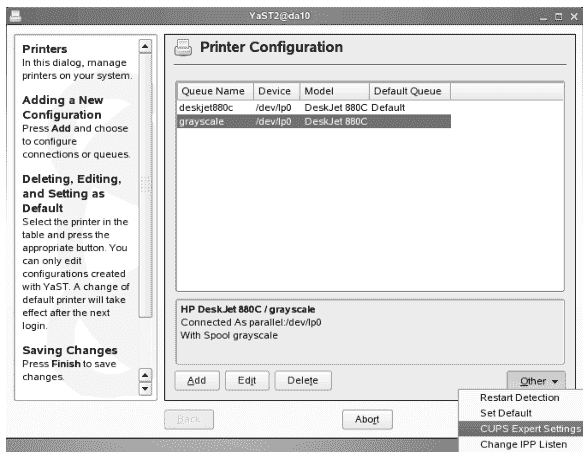 YaST2@da10
Printers
In this dialog, manage
printers on your system.
Adding a New
Configuration
Press Add and choose
to configure
connections or queues.
Deleting, Editing,
and Setting as
Default
Select the printer in the
table and press the
appropriate button. You
can only edit
configurations created
with YaST. A change of
default printer will take
effect after the next
login.
Saving Changes
Press Finish to save
changes.
Printer Configuration
Queue Name Device Model Default Queue
deskjet880c /dev/lp0 DeskJet 880C Default
grayscale /dev/lp0 DeskJet 880C
HP DeskJet 880C / grayscale
Connected As parallel:/dev/lp0
With Spool grayscale
Add Edit Delete Other
Restart Detection
Set Default
CUPS Expert Settings
Change IPP Listen
Back Abort